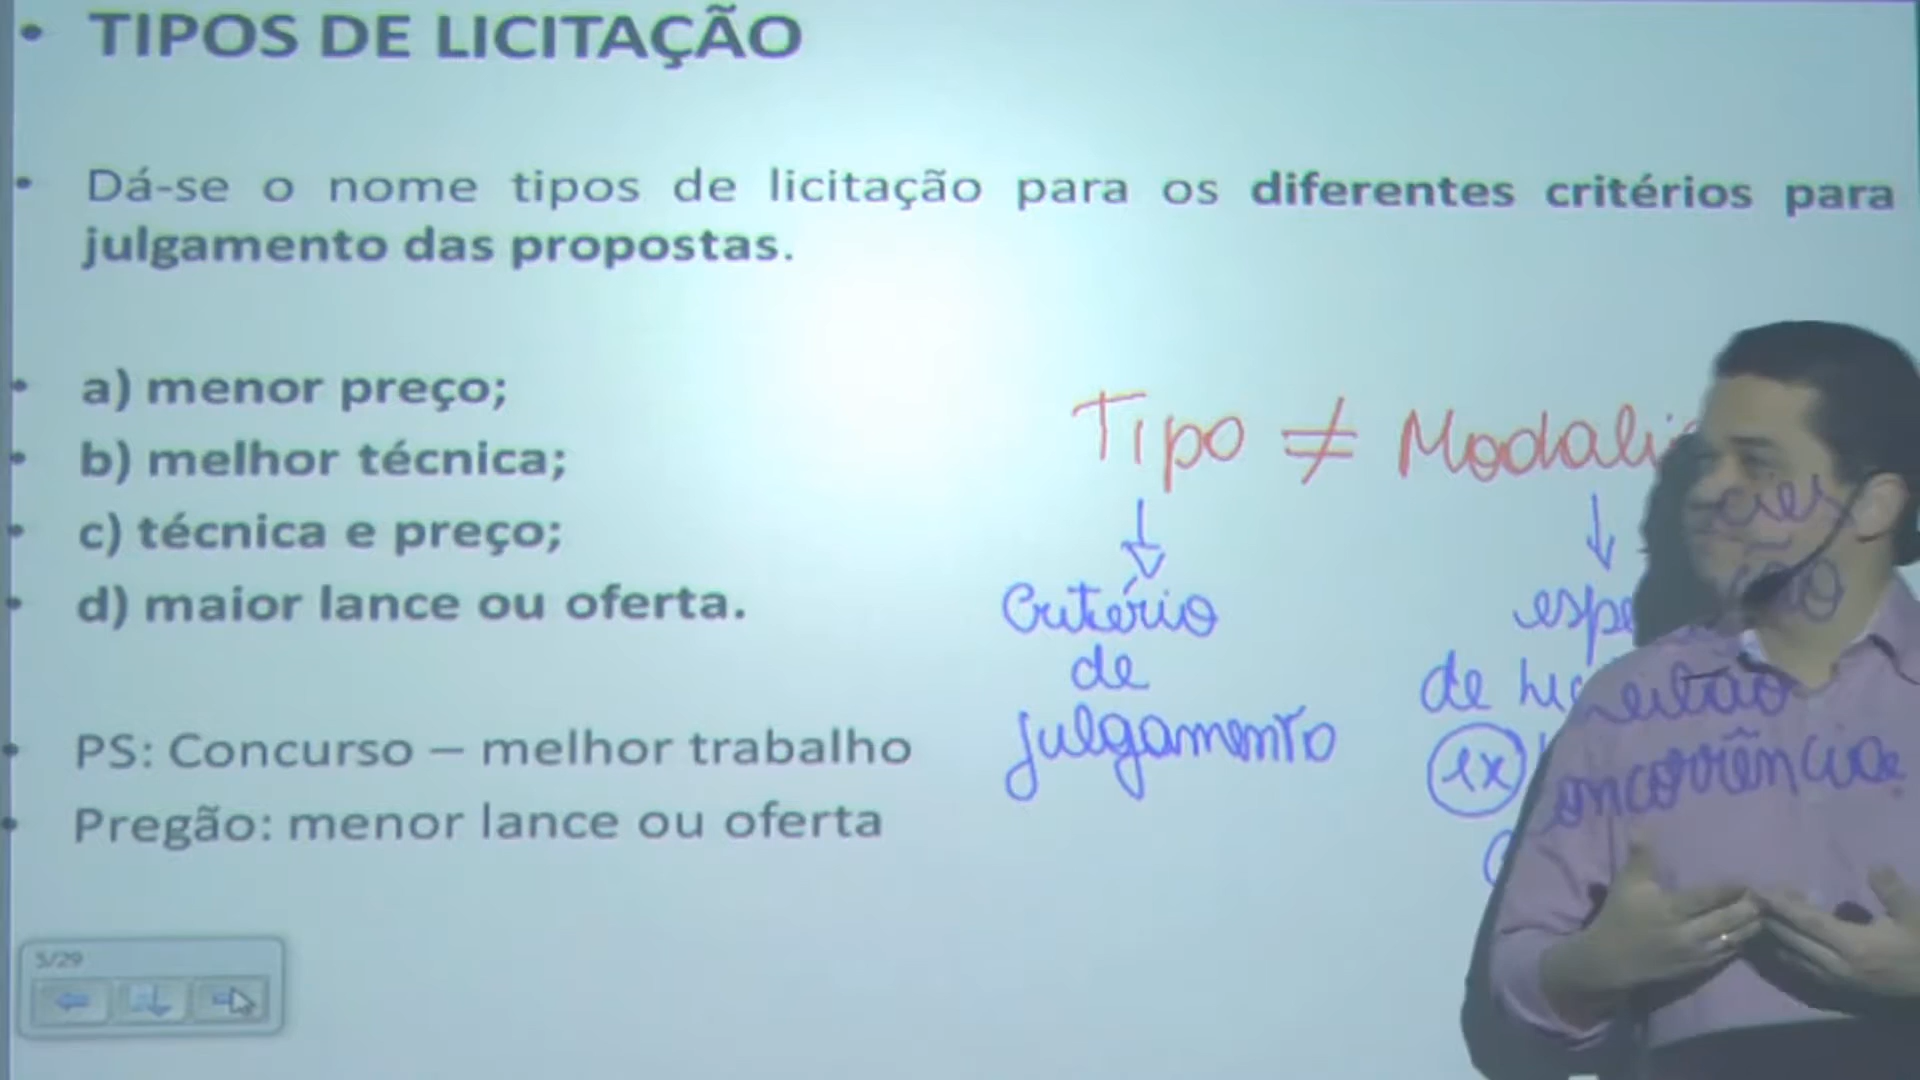 TIPOS DE LICITAÇÃO
Dá-se o nome tipos de licitação para os diferentes critérios para
julgamento das propostas.
a) menor preço;
b) melhor técnica;
c) técnica e preço;
d) maior lance ou oferta.
PS: Concurso – melhor trabalho
Pregão: menor lance ou oferta
Tipo ≠
Critério
de
julgamento
de
ex
5/29